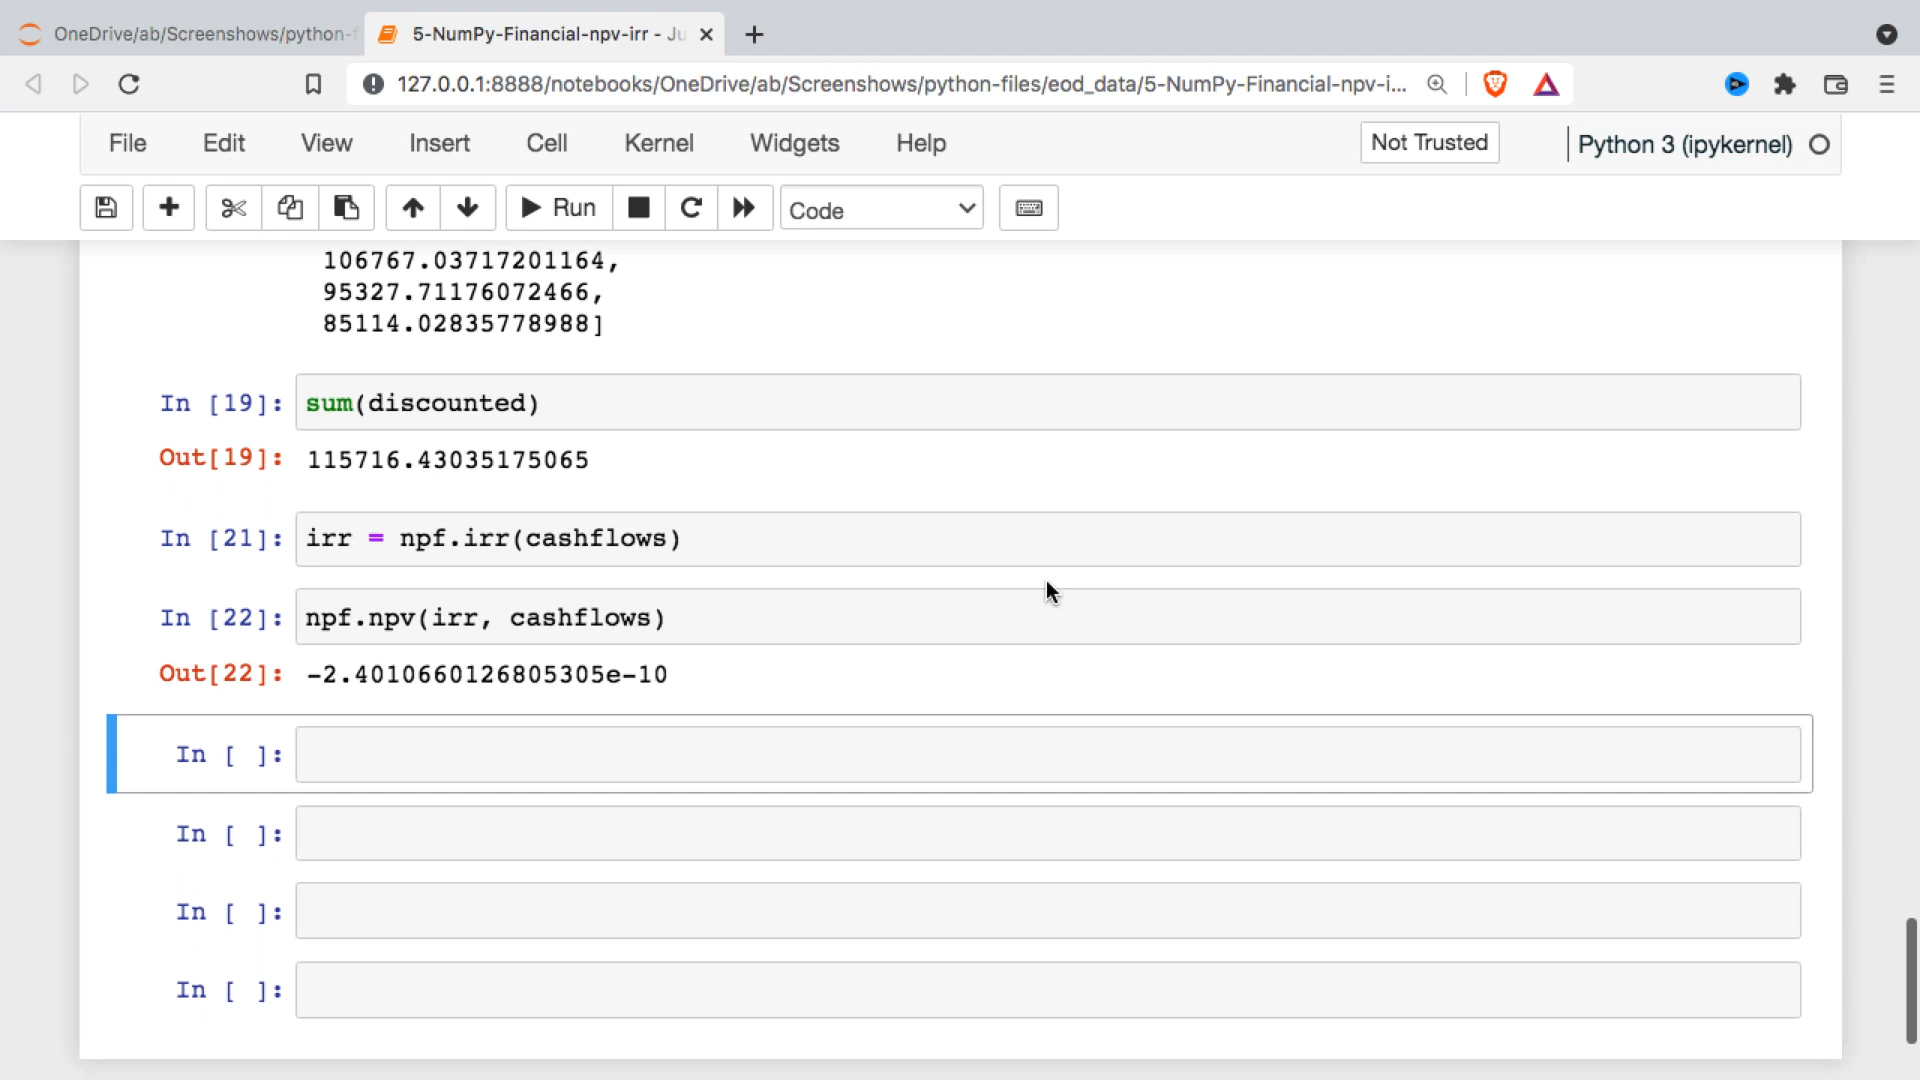 OneDrive/ab/Screenshows/python-
5-NumPy-Financial-npv-irr - Ju
127.0.0.1:8888/notebooks/OneDrive/ab/Screenshows/python-files/eod_data/5-NumPy-Financial-npv-i...
File Edit View Insert Cell Kernel Widgets Help Not Trusted Python 3 (ipykernel)
Run Code
106767.03717201164,
95327.71176072466,
85114.02835778988]
In [19]: sum(discounted)
Out[19]: 115716.43035175065
In [21]: irr = npf.irr(cashflows)
In [22]: npf.npv(irr, cashflows)
Out[22]: -2.4010660126805305e-10
In [ ]:
In [ ]:
In [ ]:
In [ ]: